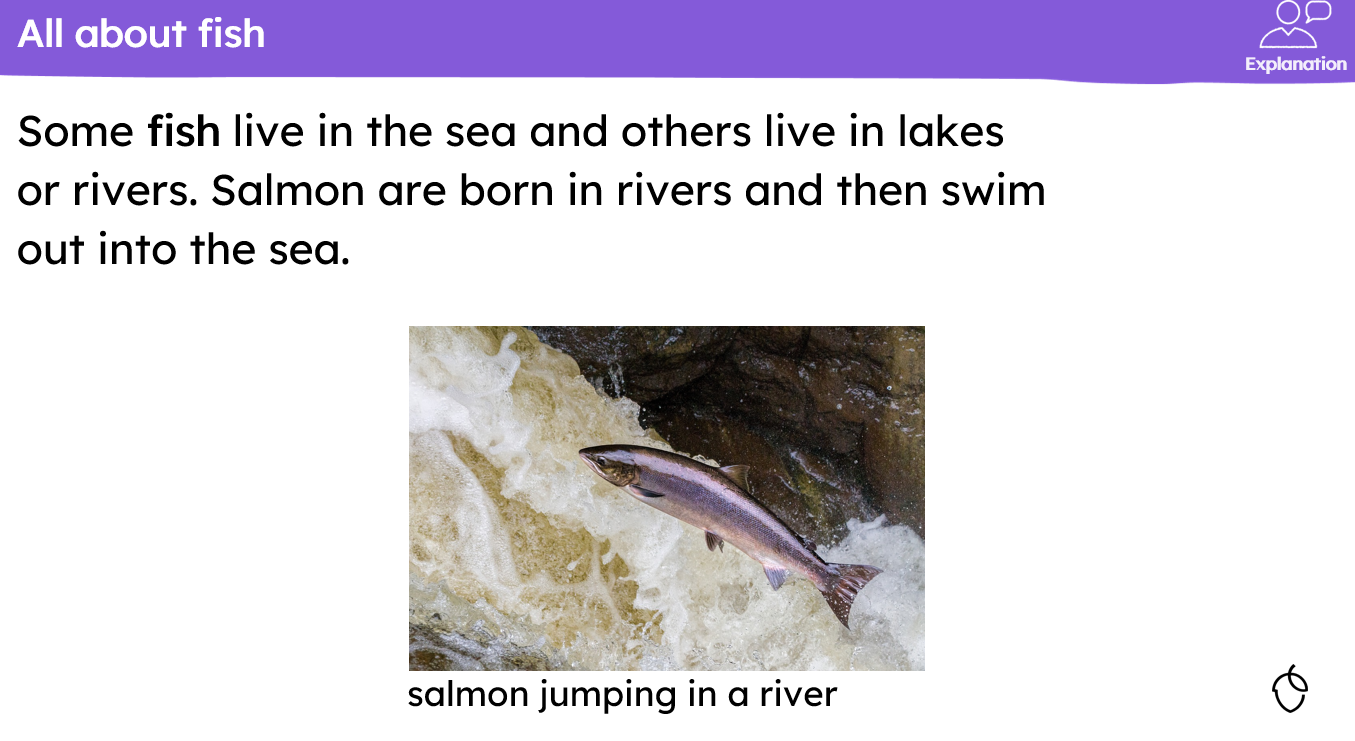 All about fish
Explanation
Some fish live in the sea and others live in lakes
or rivers. Salmon are born in rivers and then swim
out into the sea.
salmon jumping in a river